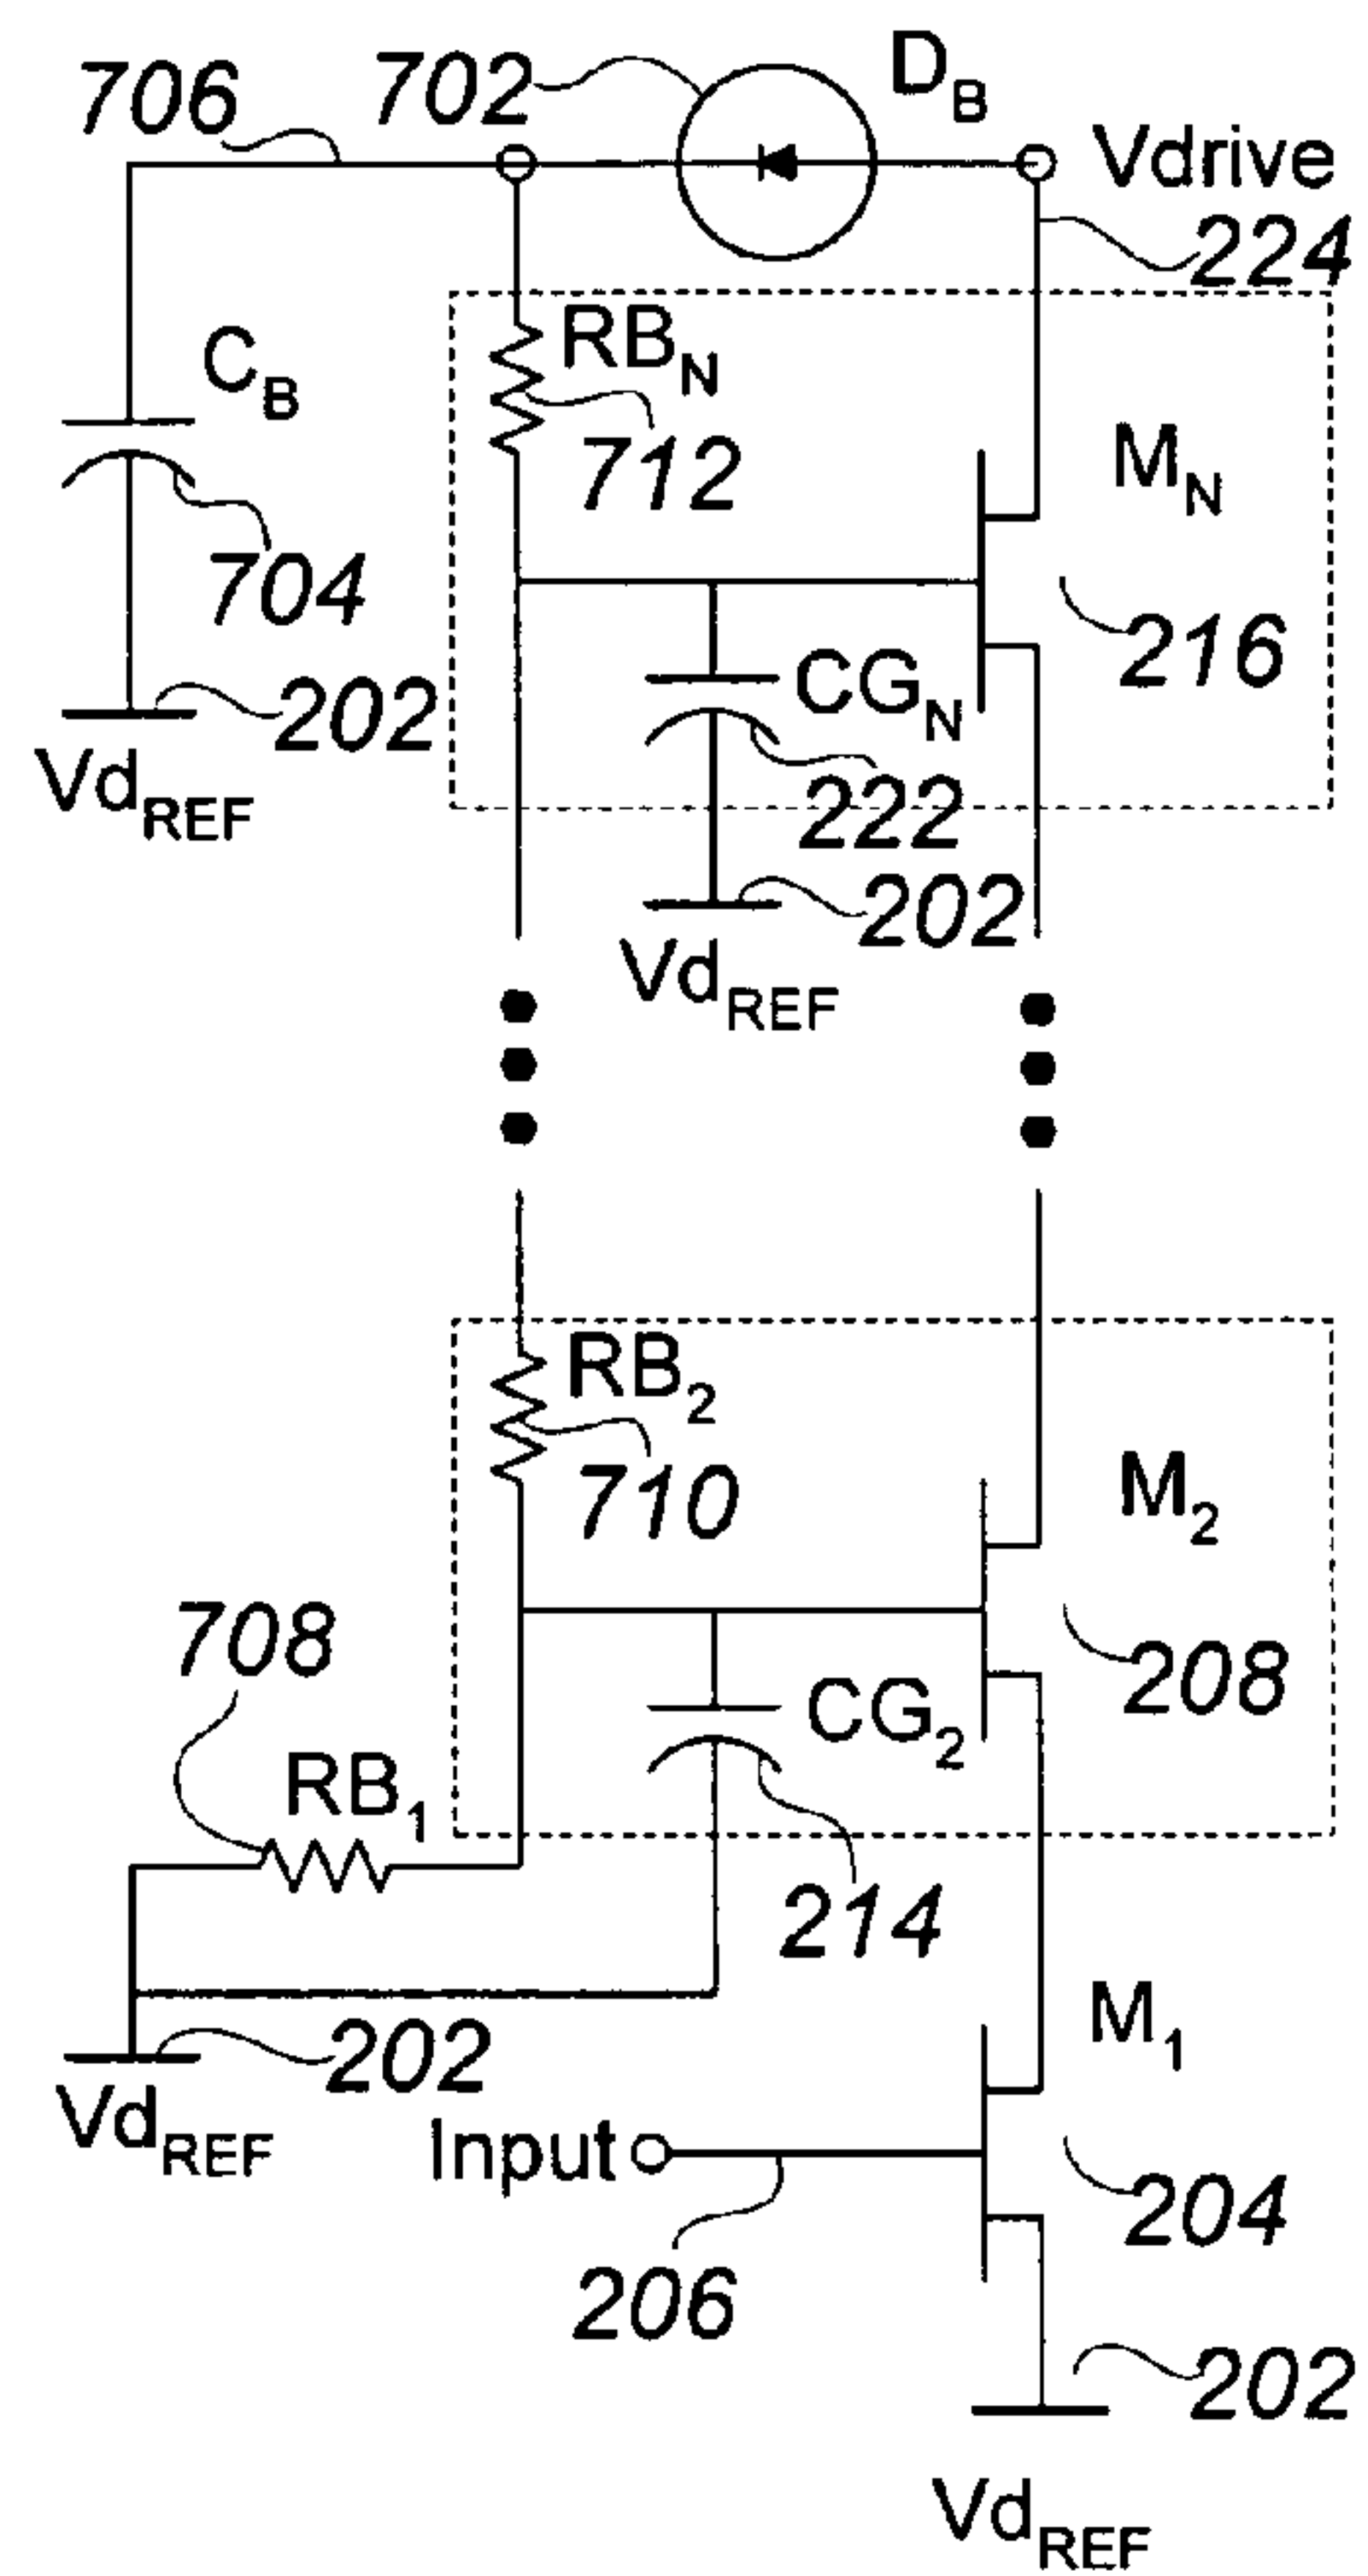 D_B
702
706
Vdrive
224
RB_N
C_B
712
M_N
704
216
CG_N
202
Vd_REF
222
202
Vd_REF
RB_2
710
M_2
708
208
CG_2
RB_1
214
M_1
202
Vd_REF
Input
204
206
202
Vd_REF